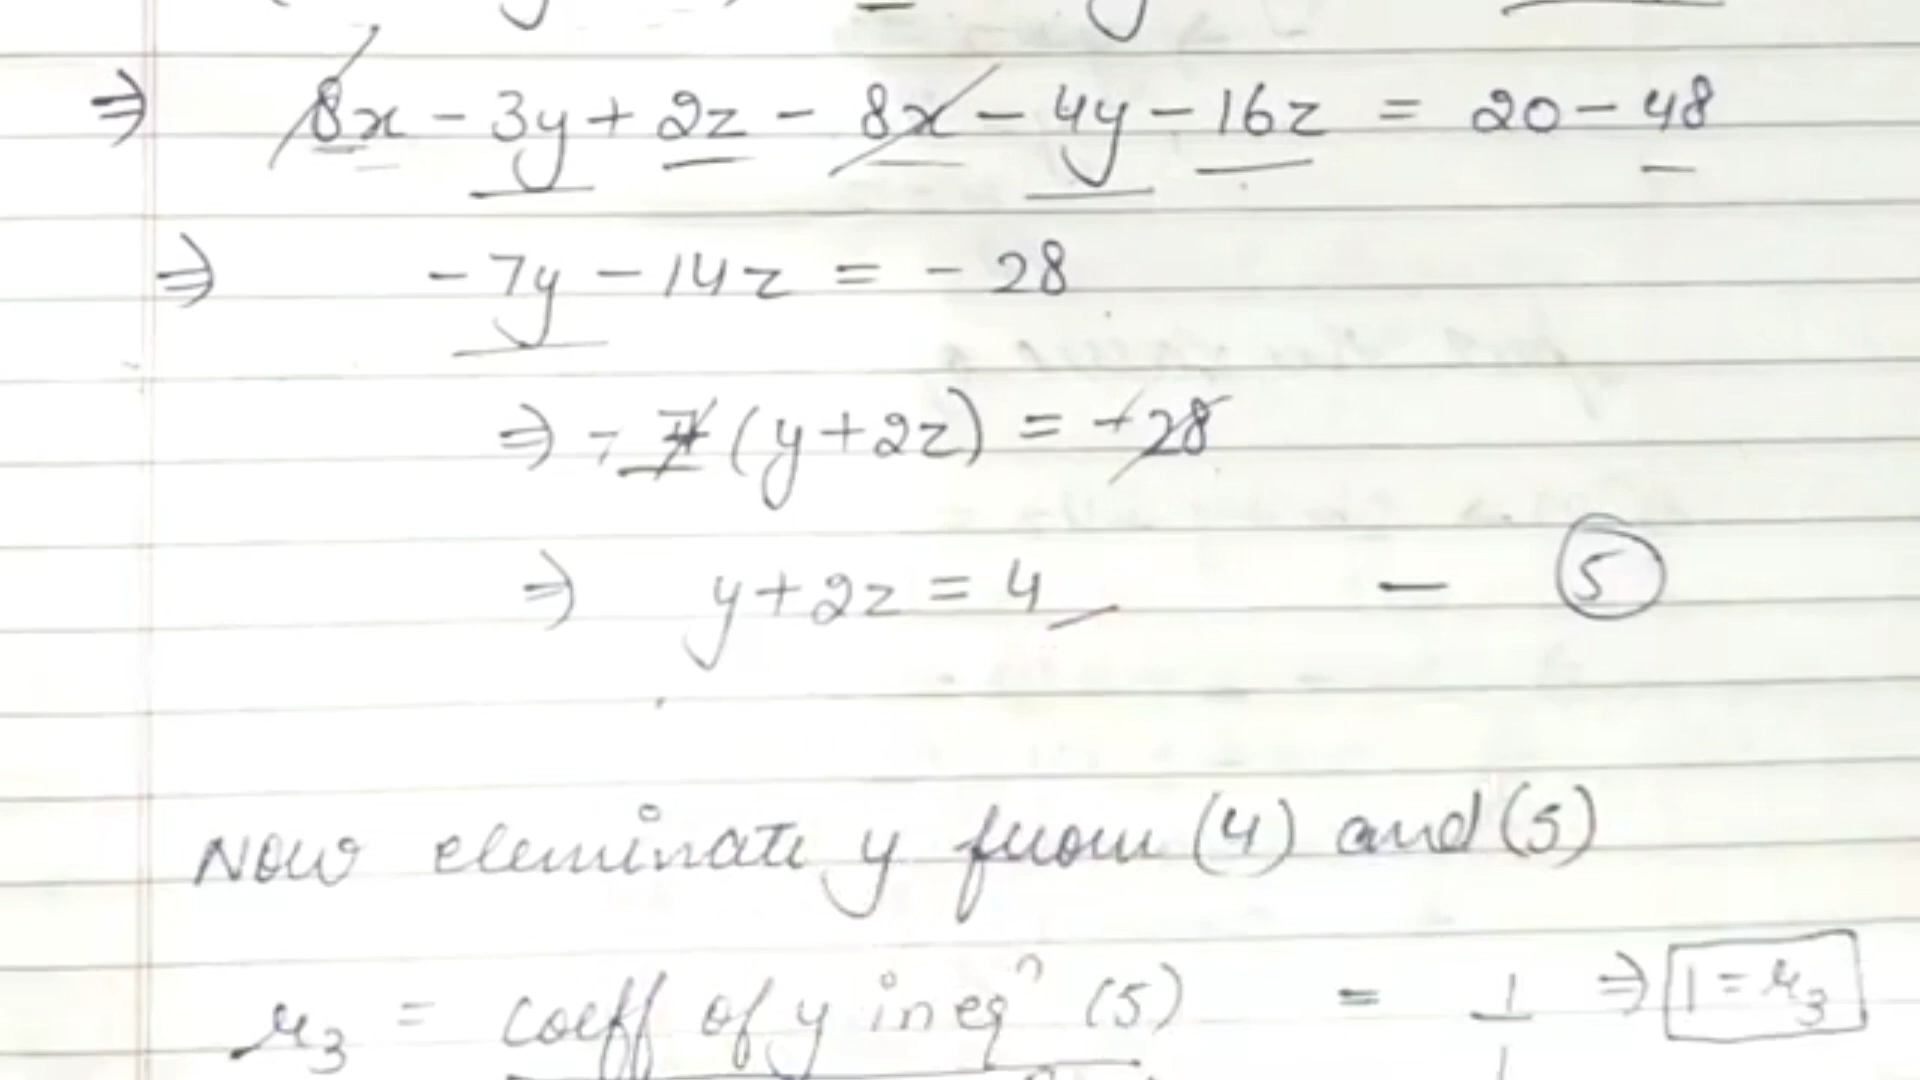 ⇒ 8x - 3y + 2z - 8x - 4y - 16z = 20 - 48
⇒ - 7y - 14z = - 28
⇒ - 7 (y + 2z) = - 28
⇒ y + 2z = 4 — 5
Now eleminate y from (4) and (5)
r3 = coeff of y in eqn (5) = 1 ⇒ 1 = r3
1